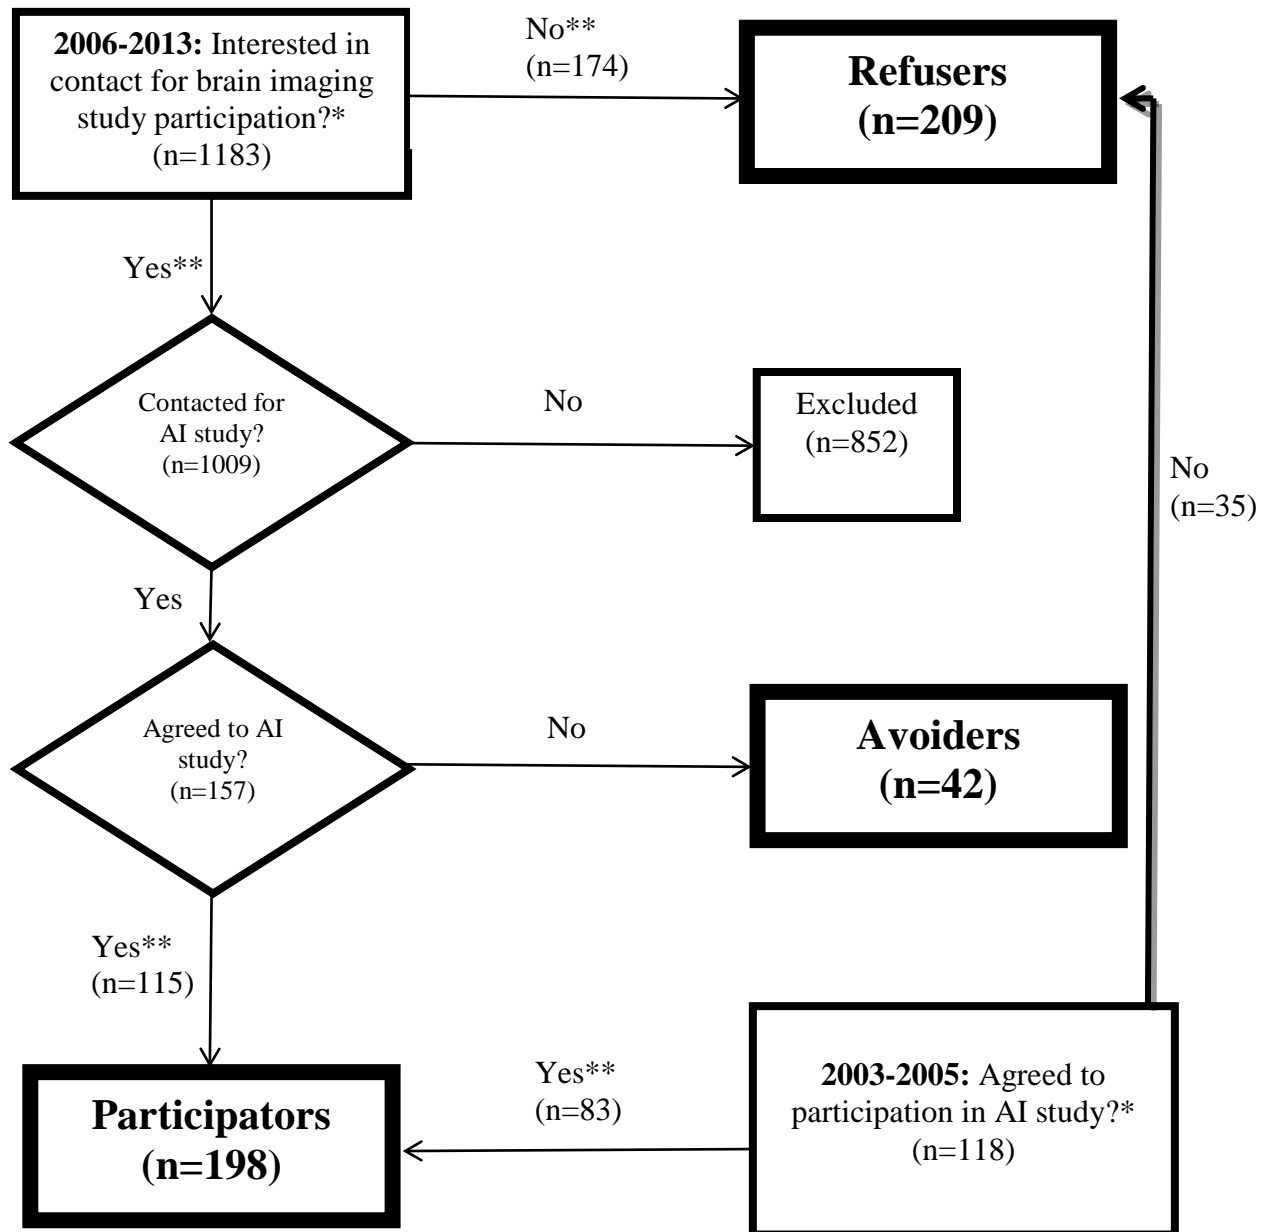 2006-2013: Interested in
contact for brain imaging
study participation?*
(n=1183)
No**
(n=174)
Refusers
(n=209)
Yes**
Contacted for
AI study?
(n=1009)
No
Excluded
(n=852)
No
(n=35)
Yes
Agreed to AI
study?
(n=157)
No
Avoiders
(n=42)
Yes**
(n=115)
Participators
(n=198)
Yes**
(n=83)
2003-2005: Agreed to
participation in AI study?*
(n=118)